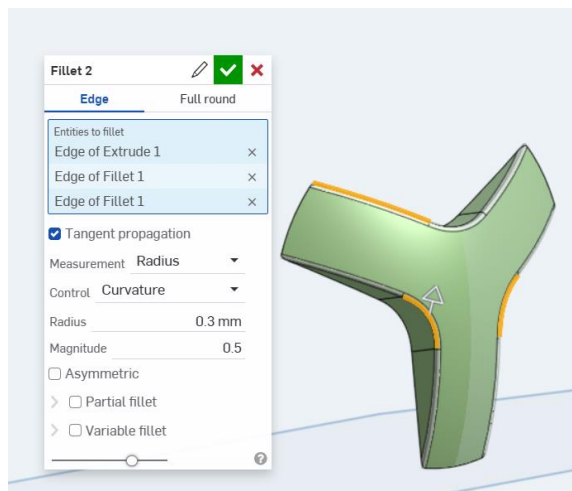 Fillet 2
Edge Full round
Entities to fillet
Edge of Extrude 1
Edge of Fillet 1
Edge of Fillet 1
Tangent propagation
Measurement Radius
Control Curvature
Radius 0.3 mm
Magnitude 0.5
Asymmetric
Partial fillet
Variable fillet